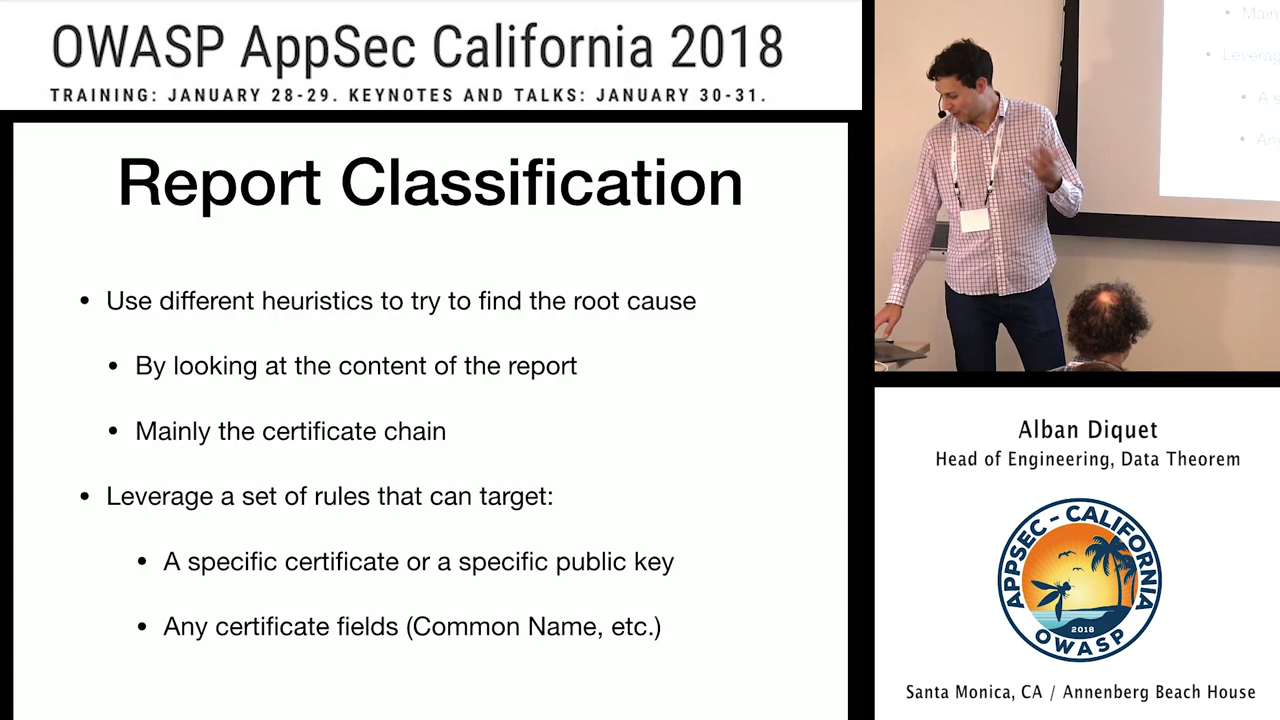 OWASP AppSec California 2018
TRAINING: JANUARY 28-29. KEYNOTES AND TALKS: JANUARY 30-31.
Report Classification
• Use different heuristics to try to find the root cause
• By looking at the content of the report
• Mainly the certificate chain
• Leverage a set of rules that can target:
• A specific certificate or a specific public key
• Any certificate fields (Common Name, etc.)
• Main
• Leverag
• A s
• Any
Alban Diquet
Head of Engineering, Data Theorem
APPSEC - CALIFORNIA
2018
OWASP
Santa Monica, CA / Annenberg Beach House